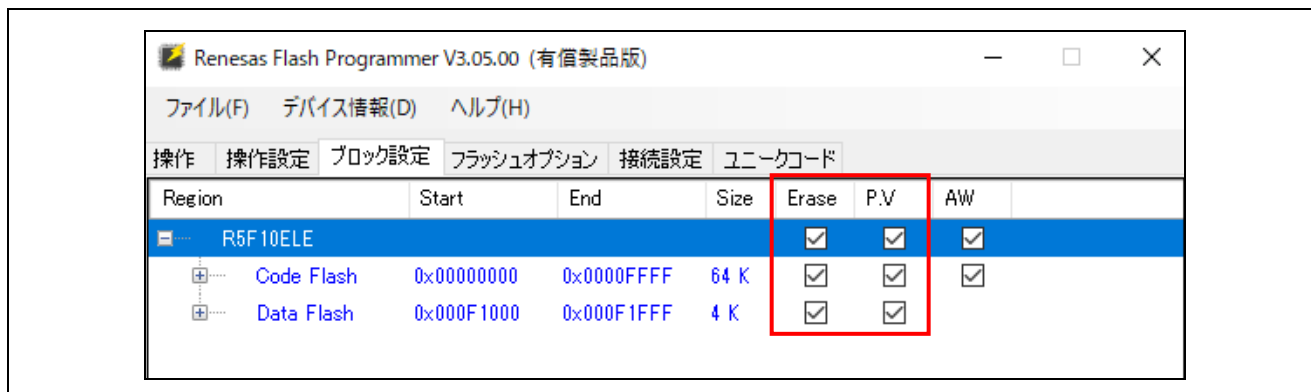 Renesas Flash Programmer V3.05.00 (有償製品版)
ファイル(F) デバイス情報(D) ヘルプ(H)
操作 操作設定 ブロック設定 フラッシュオプション 接続設定 ユニークコード
Region Start End Size Erase P.V AW
R5F10ELE
Code Flash 0x00000000 0x0000FFFF 64 K
Data Flash 0x000F1000 0x000F1FFF 4 K